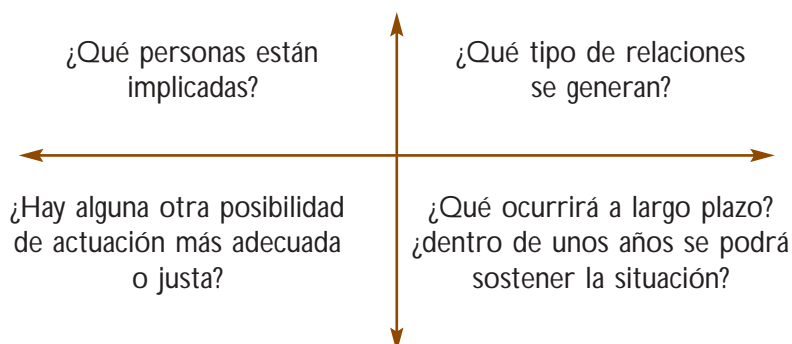 ¿Qué personas están
implicadas?
¿Qué tipo de relaciones
se generan?
¿Hay alguna otra posibilidad
de actuación más adecuada
o justa?
¿Qué ocurrirá a largo plazo?
¿dentro de unos años se podrá
sostener la situación?